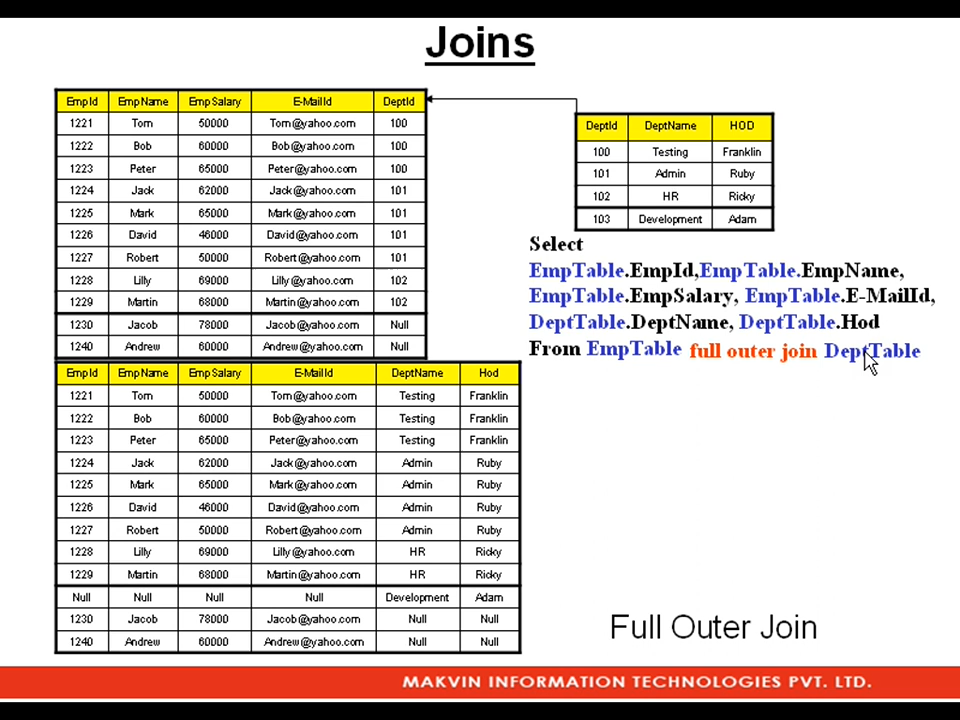 Joins
EmpId EmpName EmpSalary E-MailId DeptId
1221 Tom 50000 Tom@yahoo.com 100
1222 Bob 60000 Bob@yahoo.com 100
1223 Peter 65000 Peter@yahoo.com 100
1224 Jack 62000 Jack@yahoo.com 101
1225 Mark 65000 Mark@yahoo.com 101
1226 David 46000 David@yahoo.com 101
1227 Robert 50000 Robert@yahoo.com 101
1228 Lilly 69000 Lilly@yahoo.com 102
1229 Martin 68000 Martin@yahoo.com 102
1230 Jacob 78000 Jacob@yahoo.com Null
1240 Andrew 60000 Andrew@yahoo.com Null
DeptId DeptName HOD
100 Testing Franklin
101 Admin Ruby
102 HR Ricky
103 Development Adam
Select
EmpTable.EmpId,EmpTable.EmpName,
EmpTable.EmpSalary, EmpTable.E-MailId,
DeptTable.DeptName, DeptTable.Hod
From EmpTable full outer join DeptTable
EmpId EmpName EmpSalary E-MailId DeptName Hod
1221 Tom 50000 Tom@yahoo.com Testing Franklin
1222 Bob 60000 Bob@yahoo.com Testing Franklin
1223 Peter 65000 Peter@yahoo.com Testing Franklin
1224 Jack 62000 Jack@yahoo.com Admin Ruby
1225 Mark 65000 Mark@yahoo.com Admin Ruby
1226 David 46000 David@yahoo.com Admin Ruby
1227 Robert 50000 Robert@yahoo.com Admin Ruby
1228 Lilly 69000 Lilly@yahoo.com HR Ricky
1229 Martin 68000 Martin@yahoo.com HR Ricky
Null Null Null Null Development Adam
1230 Jacob 78000 Jacob@yahoo.com Null Null
1240 Andrew 60000 Andrew@yahoo.com Null Null
Full Outer Join
MAKVIN INFORMATION TECHNOLOGIES PVT. LTD.